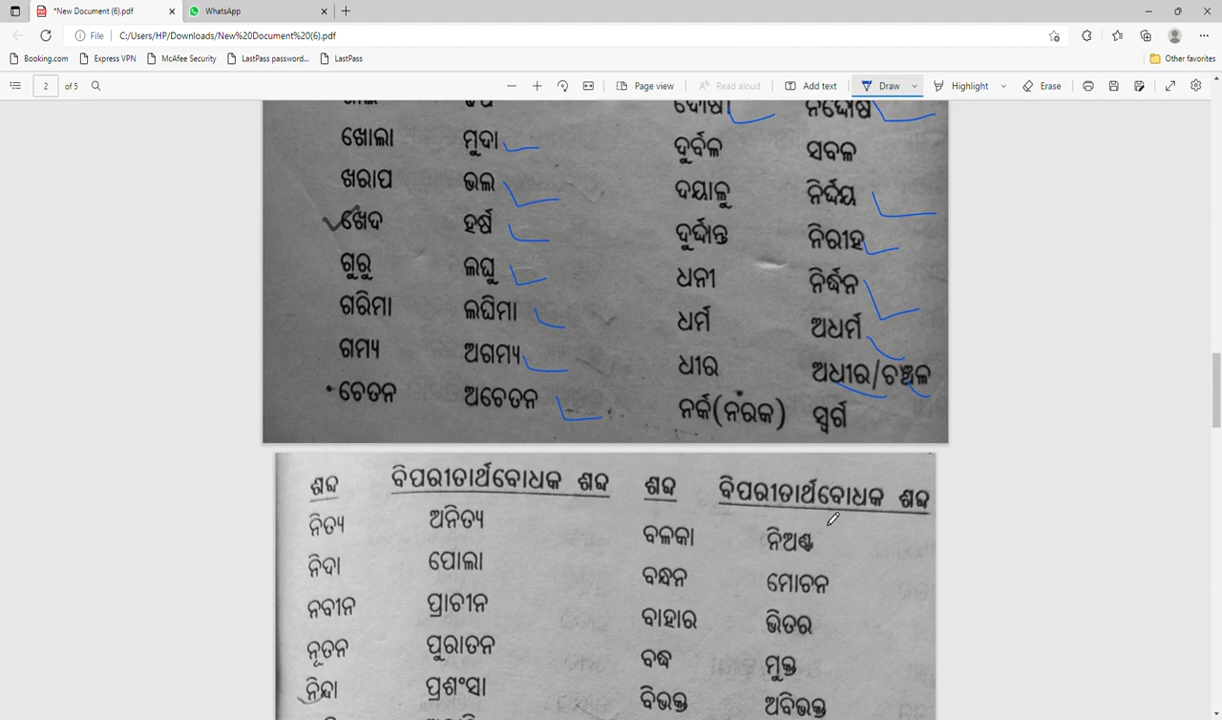 *New Document (6).pdf
WhatsApp
File
C:/Users/HP/Downloads/New%20Document%20(6).pdf
Booking.com Express VPN McAfee Security LastPass password... LastPass Other favorites
2 of 5 Page view Read aloud Add text Draw Highlight Erase
ଦୋଷୀ ନିର୍ଦ୍ଦୋଷ
ଖୋଲା ମୁଦା ଦୁର୍ବଳ ସବଳ
ଖରାପ ଭଲ ଦୟାଳୁ ନିର୍ଦ୍ଦୟ
ଖେଦ ହର୍ଷ ଦୁର୍ଦ୍ଦାନ୍ତ ନିରୀହ
ଗୁରୁ ଲଘୁ ଧନୀ ନିର୍ଦ୍ଧନ
ଗରିମା ଲଘିମା ଧର୍ମ ଅଧର୍ମ
ଗମ୍ୟ ଅଗମ୍ୟ ଧୀର ଅଧୀର/ଚଞ୍ଚଳ
ଚେତନ ଅଚେତନ ନର୍କ(ନରକ) ସ୍ୱର୍ଗ
ଶବ୍ଦ ବିପରୀତାର୍ଥବୋଧକ ଶବ୍ଦ ଶବ୍ଦ ବିପରୀତାର୍ଥବୋଧକ ଶବ୍ଦ
ନିତ୍ୟ ଅନିତ୍ୟ ବଳକା ନିଅଣ୍ଟ
ନିଦା ପୋଲା ବନ୍ଧନ ମୋଚନ
ନବୀନ ପ୍ରାଚୀନ ବାହାର ଭିତର
ନୂତନ ପୁରାତନ ବଦ୍ଧ ମୁକ୍ତ
ନିନ୍ଦା ପ୍ରଶଂସା ବିଭକ୍ତ ଅବିଭକ୍ତ